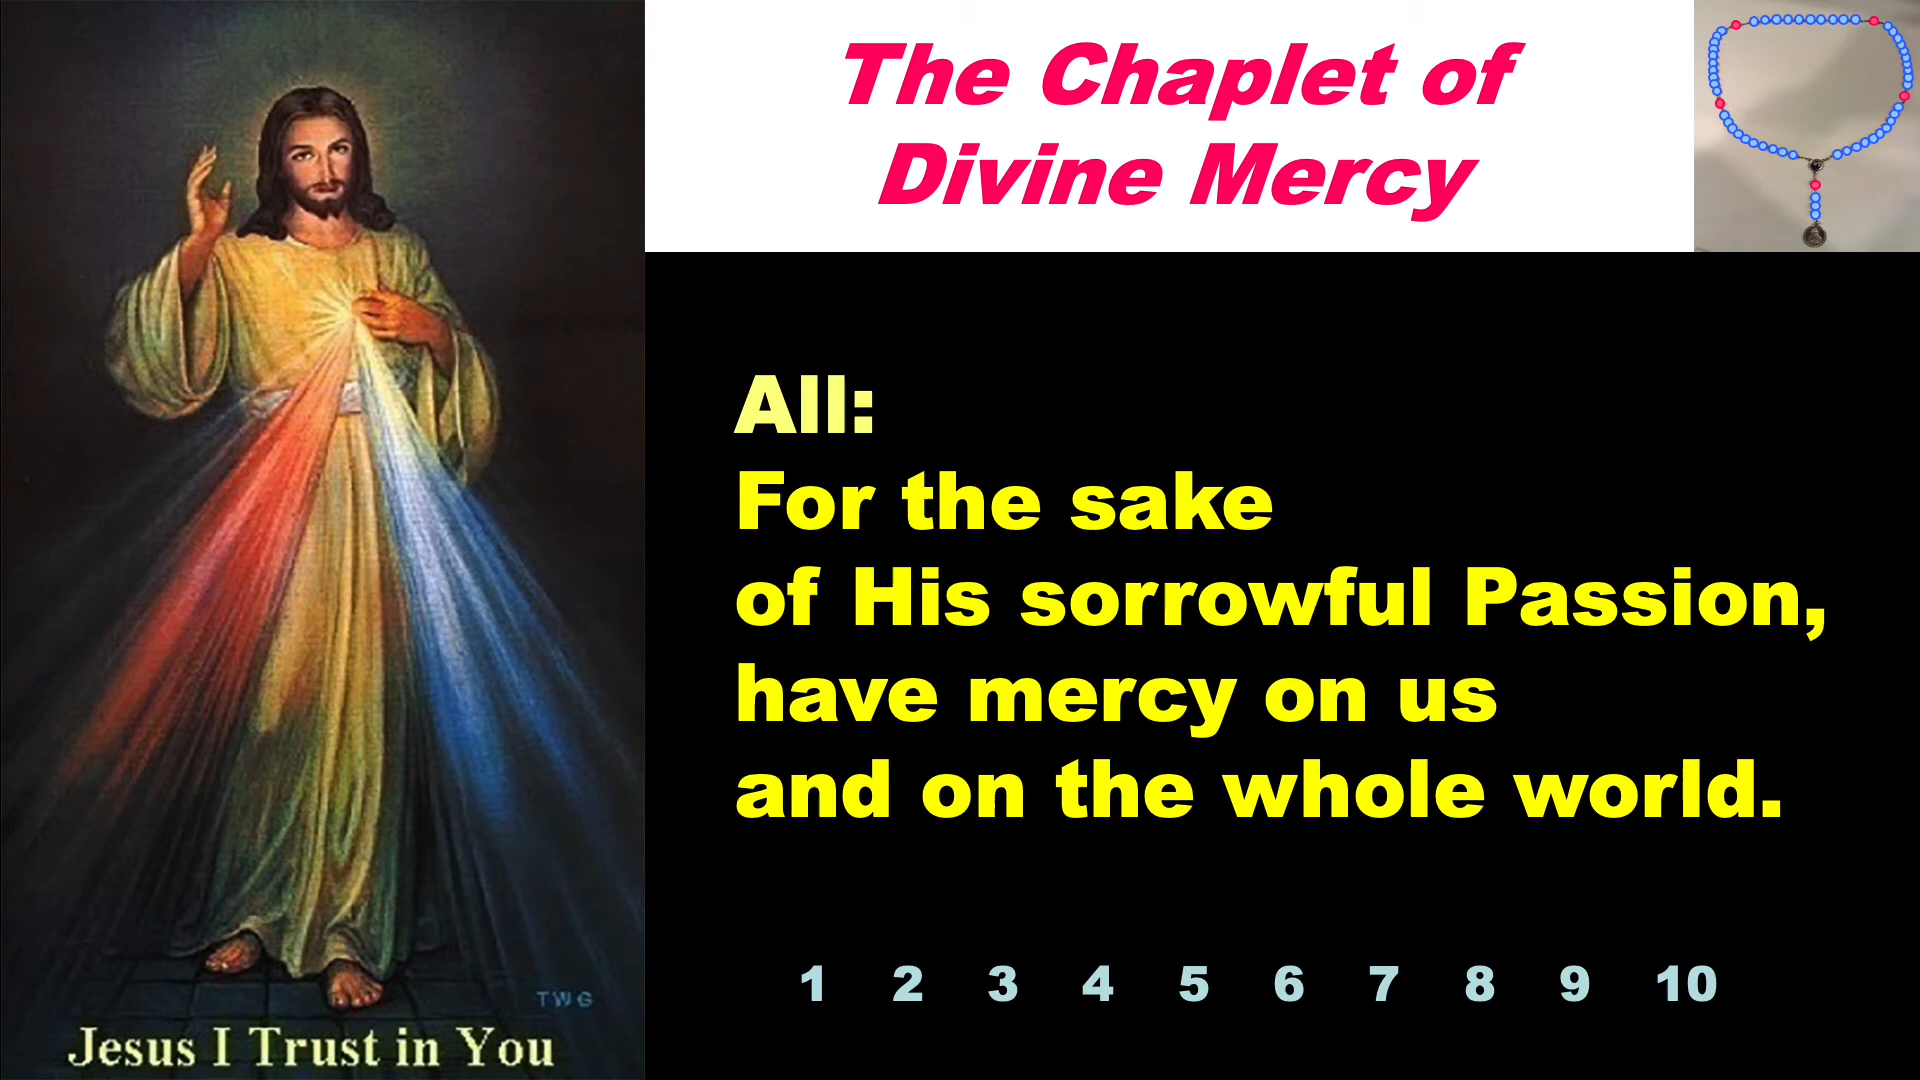 The Chaplet of
Divine Mercy
All:
For the sake
of His sorrowful Passion,
have mercy on us
and on the whole world.
1 2 3 4 5 6 7 8 9 10
TWG
Jesus I Trust in You